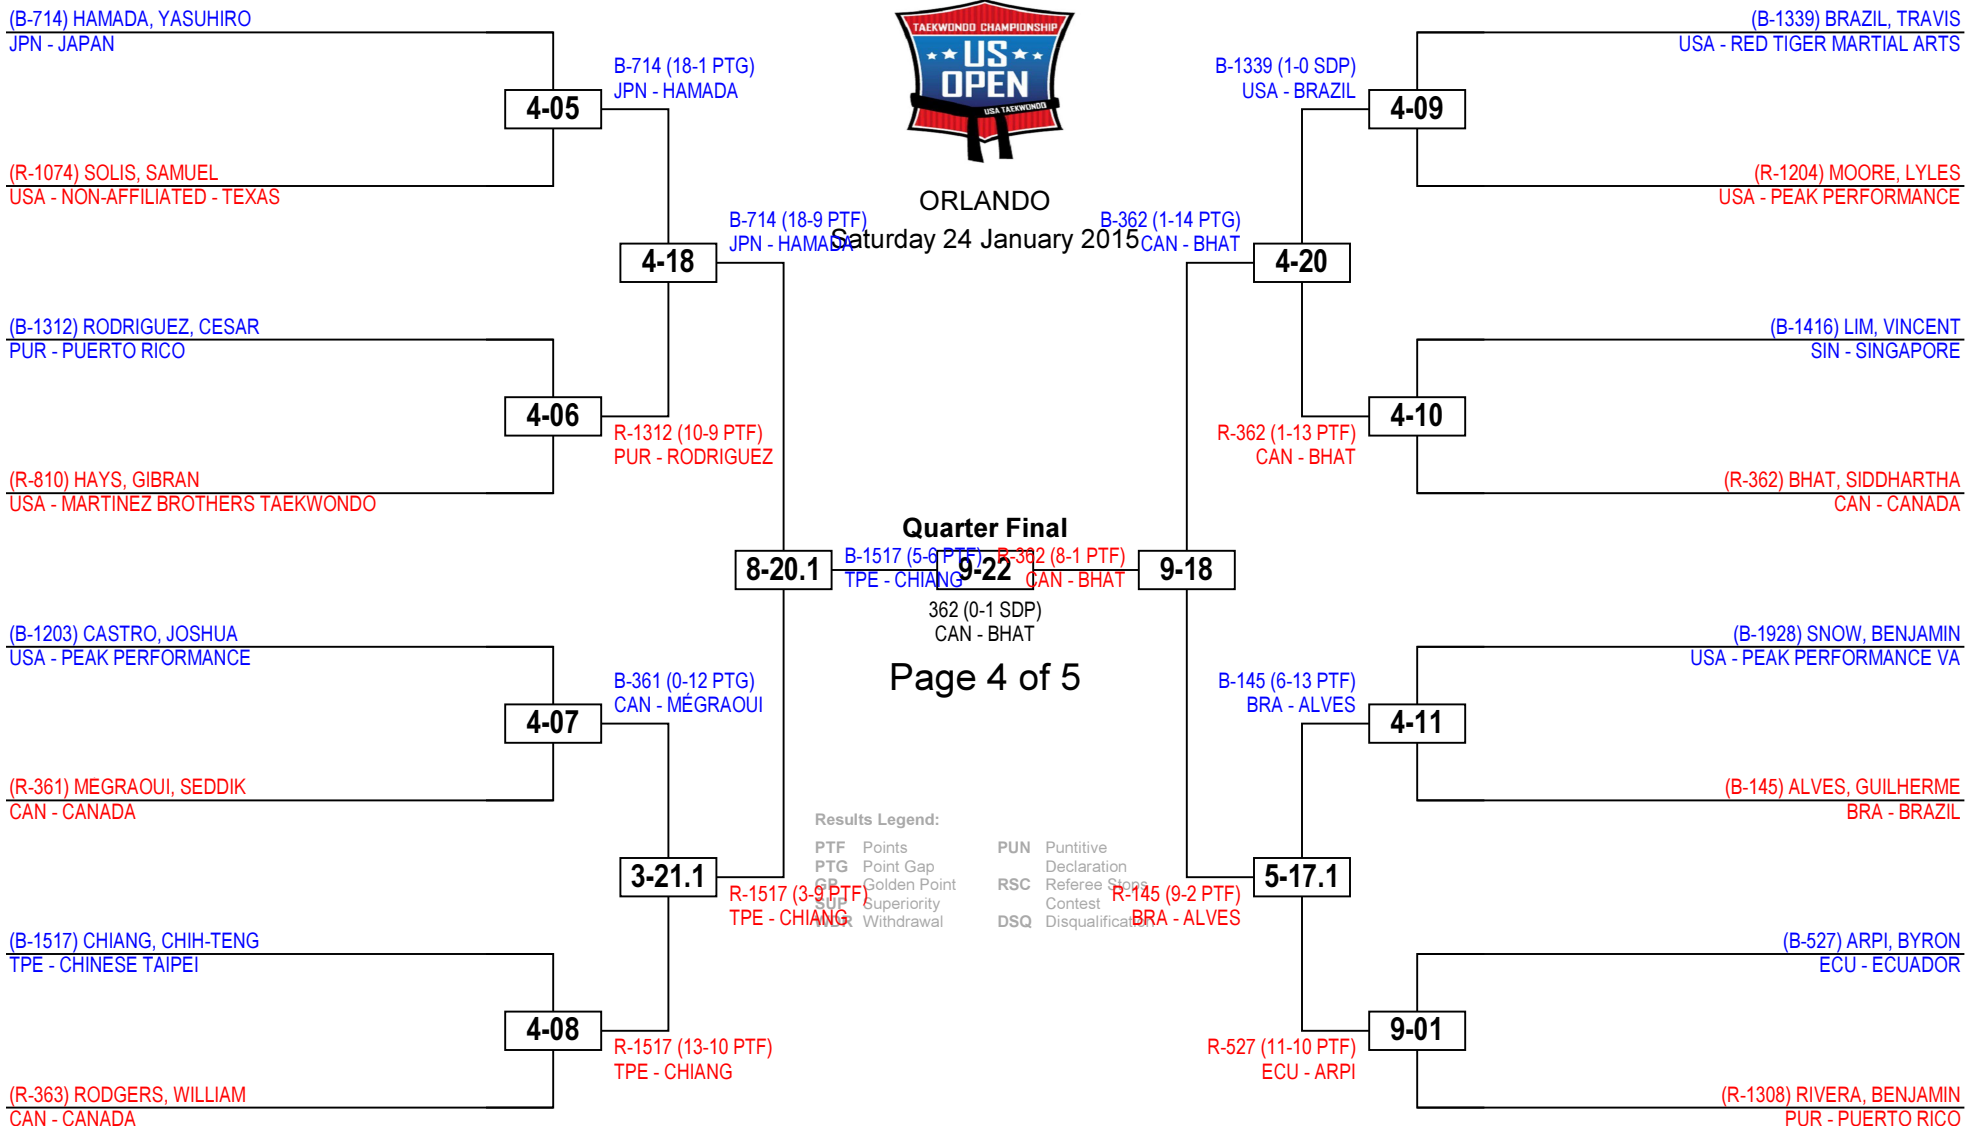 (B-714) HAMADA, YASUHIRO
JPN - JAPAN
B-714 (18-1 PTG)
JPN - HAMADA
4-05
(R-1074) SOLIS, SAMUEL
USA - NON-AFFILIATED - TEXAS
B-714 (18-9 PTF)
JPN - HAMADA
4-18
(B-1312) RODRIGUEZ, CESAR
PUR - PUERTO RICO
4-06
R-1312 (10-9 PTF)
PUR - RODRIGUEZ
(R-810) HAYS, GIBRAN
USA - MARTINEZ BROTHERS TAEKWONDO
8-20.1
(B-1203) CASTRO, JOSHUA
USA - PEAK PERFORMANCE
B-361 (0-12 PTG)
CAN - MÉGRAOUI
4-07
(R-361) MÉGRAOUI, SEDDIK
CAN - CANADA
3-21.1
R-1517 (3-9 PTF)
TPE - CHIANG
(B-1517) CHIANG, CHIH-TENG
TPE - CHINESE TAIPEI
4-08
R-1517 (13-10 PTF)
TPE - CHIANG
(R-363) RODGERS, WILLIAM
CAN - CANADA
TAEKWONDO CHAMPIONSHIP
US
OPEN
USA TAEKWONDO
ORLANDO
Saturday 24 January 2015
Quarter Final
B-1517 (5-6 PTF)
TPE - CHIANG
9-22
R-362 (8-1 PTF)
CAN - BHAT
362 (0-1 SDP)
CAN - BHAT
Page 4 of 5
Results Legend:
PTF Points
PTG Point Gap
GP Golden Point
SUP Superiority
WDR Withdrawal
PUN Puntitive
Declaration
RSC Referee Stops
Contest
DSQ Disqualification
(B-1339) BRAZIL, TRAVIS
USA - RED TIGER MARTIAL ARTS
B-1339 (1-0 SDP)
USA - BRAZIL
4-09
(R-1204) MOORE, LYLES
USA - PEAK PERFORMANCE
B-362 (1-14 PTG)
CAN - BHAT
4-20
(B-1416) LIM, VINCENT
SIN - SINGAPORE
4-10
R-362 (1-13 PTF)
CAN - BHAT
(R-362) BHAT, SIDDHARTHA
CAN - CANADA
9-18
(B-1928) SNOW, BENJAMIN
USA - PEAK PERFORMANCE VA
B-145 (6-13 PTF)
BRA - ALVES
4-11
(B-145) ALVES, GUILHERME
BRA - BRAZIL
5-17.1
R-145 (9-2 PTF)
BRA - ALVES
(B-527) ARPI, BYRON
ECU - ECUADOR
9-01
R-527 (11-10 PTF)
ECU - ARPI
(R-1308) RIVERA, BENJAMIN
PUR - PUERTO RICO